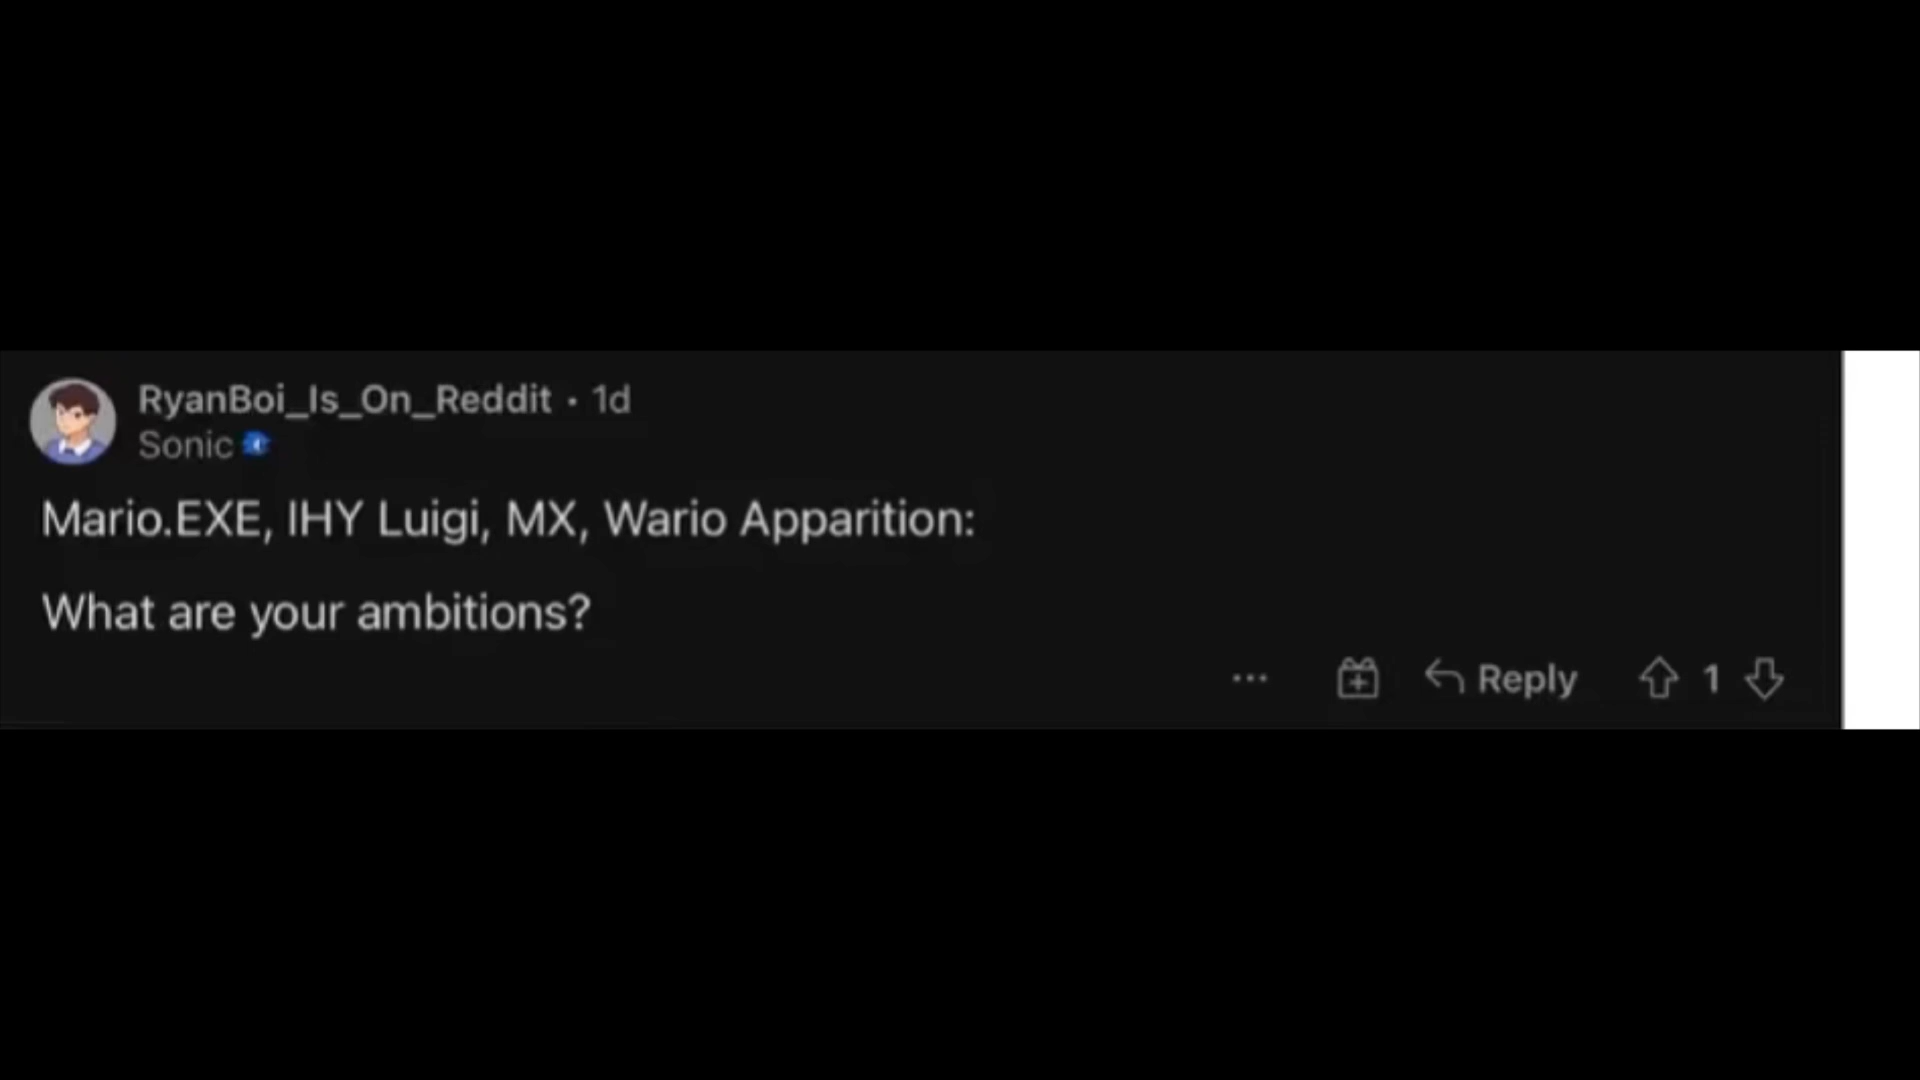 RyanBoi_Is_On_Reddit • 1d
Sonic
Mario.EXE, IHY Luigi, MX, Wario Apparition:
What are your ambitions?
... Reply 1